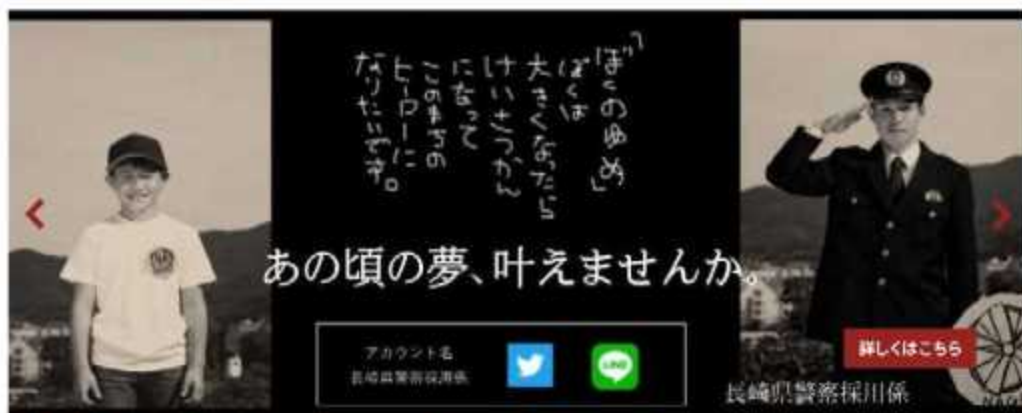 「ぼくのゆめ」
ぼくは
大きくなったら
けいさつかん
になって
このまちの
ヒーローに
なりたいです。
あの頃の夢、叶えませんか。
アカウント名
長崎県警察採用係
LINE
詳しくはこちら
長崎県警察採用係